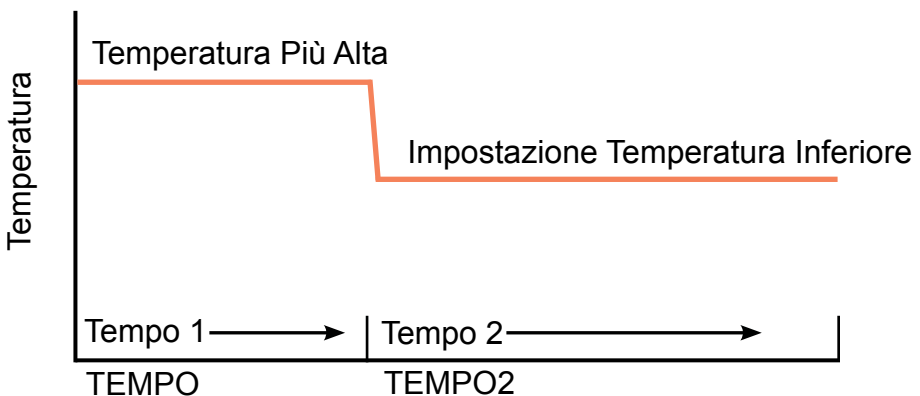 Temperatura Più Alta
Temperatura
Impostazione Temperatura Inferiore
Tempo 1
Tempo 2
TEMPO
TEMPO2